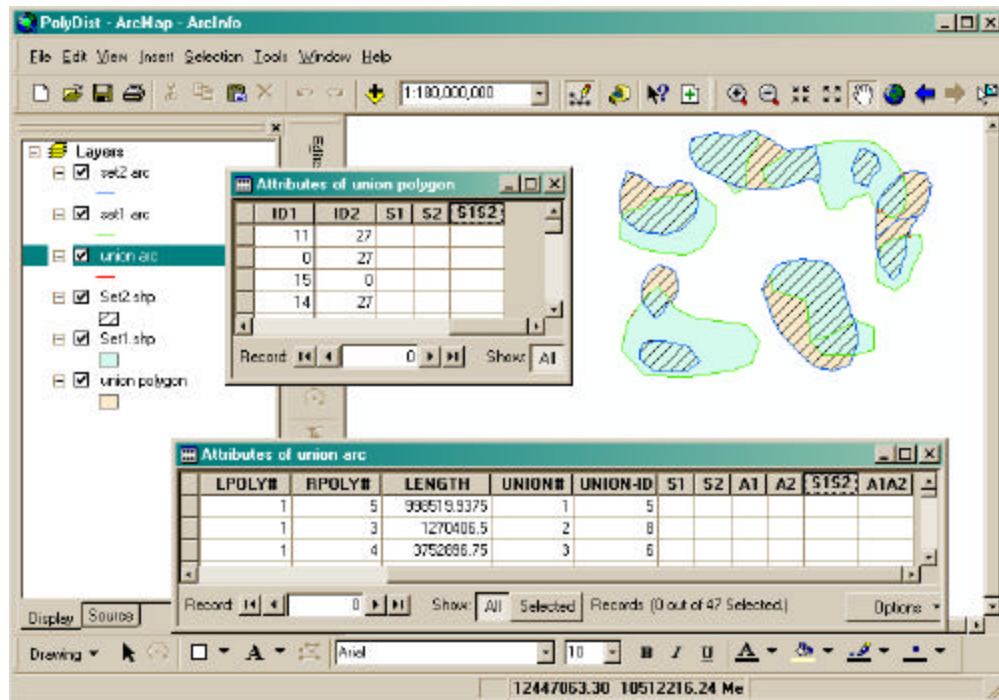 PolyDist - ArcMap - ArcInfo
File Edit View Insert Selection Tools Window Help
1:180,000,000
Layers
set2 arc
set1 arc
union arc
Set2.shp
Set1.shp
union polygon
Display Source
Attributes of union polygon
ID1 ID2 S1 S2 S1S2
11 27
0 27
15 0
14 27
Record: 0 Show: All
Attributes of union arc
LPOLY# RPOLY# LENGTH UNION# UNION-ID S1 S2 A1 A2 S1S2 A1A2
1 5 998519.9375 1 5
1 3 1270406.5 2 8
1 4 3752896.75 3 6
Record: 0 Show: All Selected Records (0 out of 47 Selected.) Options
Drawing A Arial 10 B I U A
12447063.30 10512216.24 Me